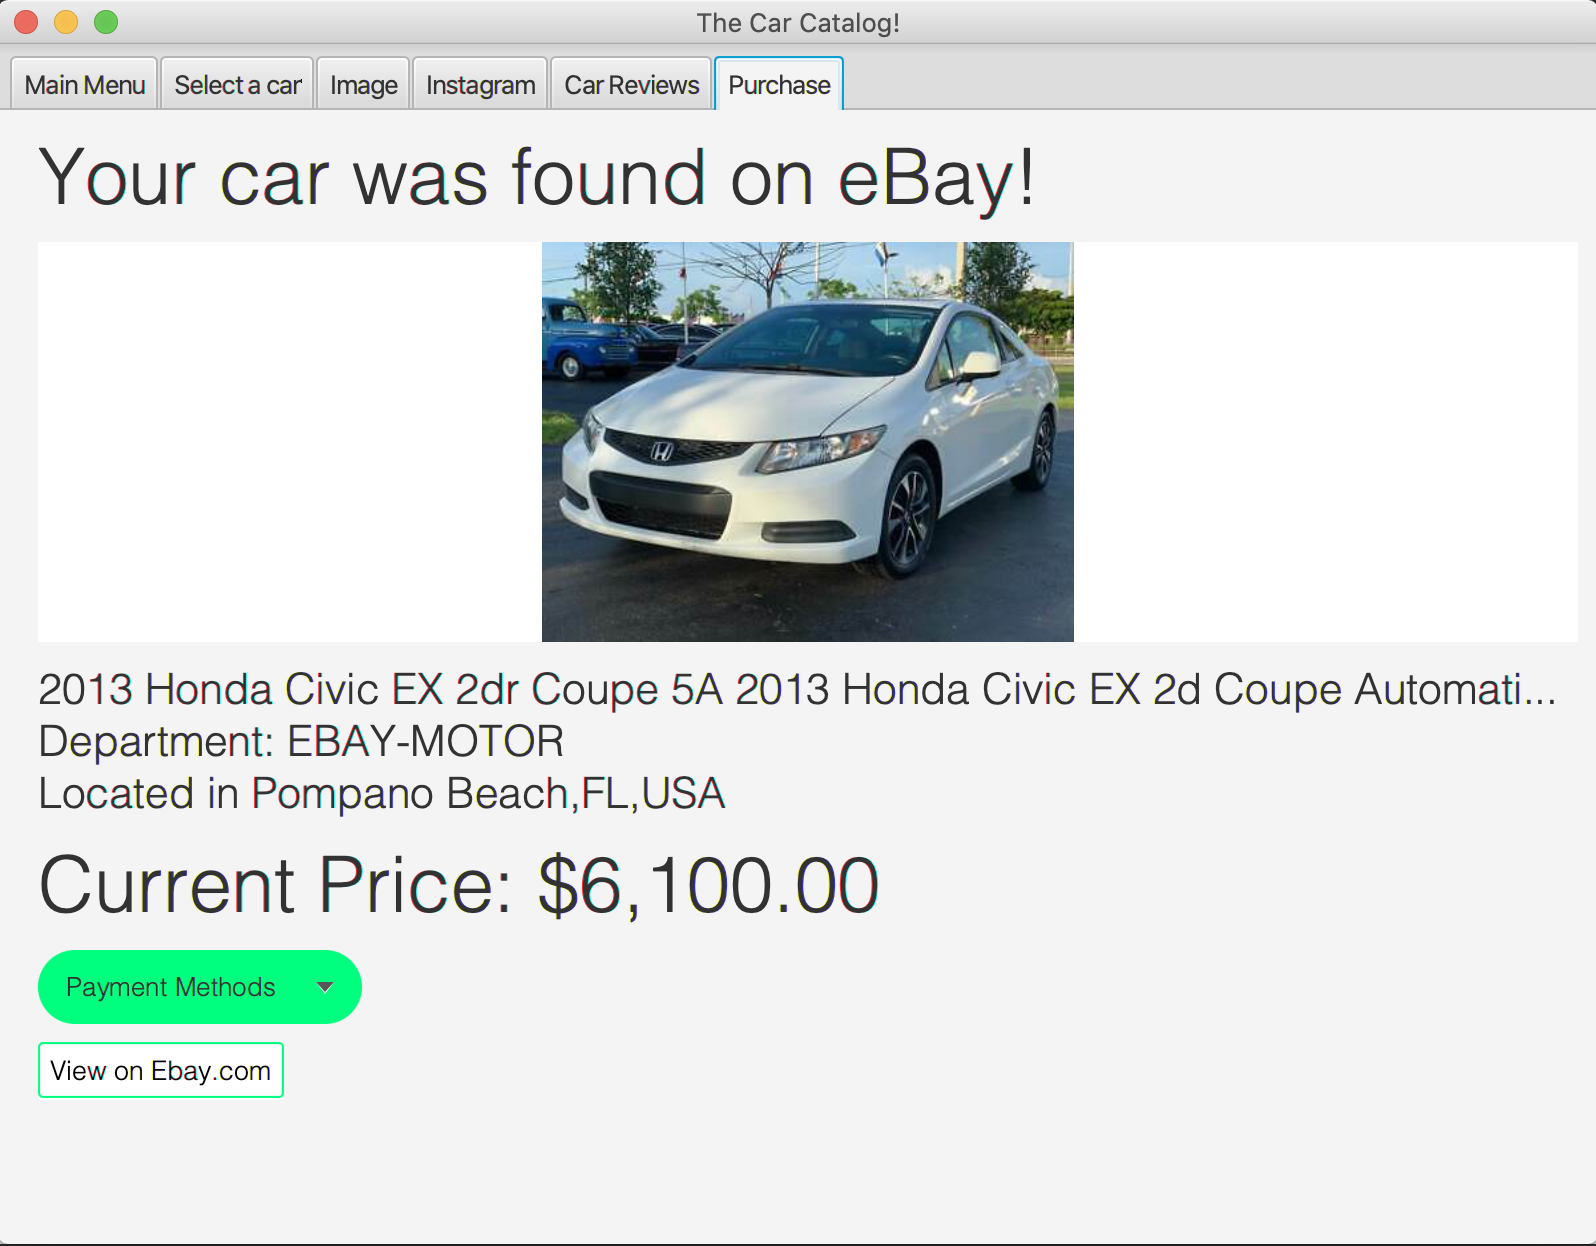 The Car Catalog!
Main Menu
Select a car
Image
Instagram
Car Reviews
Purchase
Your car was found on eBay!
2013 Honda Civic EX 2dr Coupe 5A 2013 Honda Civic EX 2d Coupe Automati...
Department: EBAY-MOTOR
Located in Pompano Beach,FL,USA
Current Price: $6,100.00
Payment Methods
View on Ebay.com